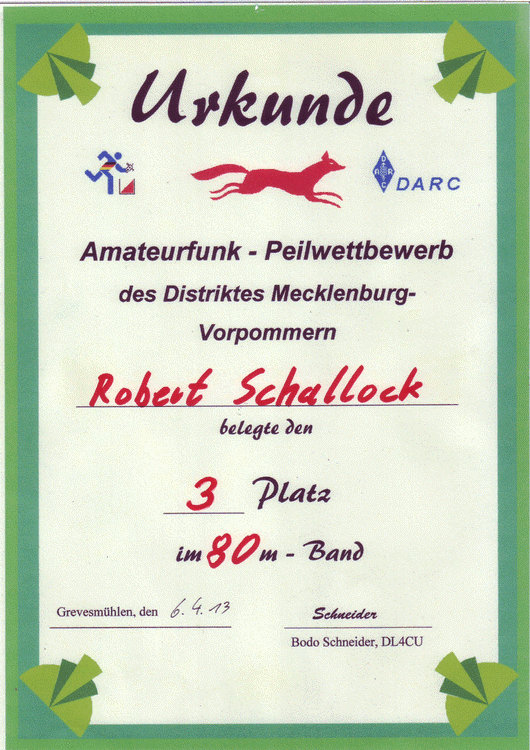 Urkunde
DARC
DARC
Amateurfunk - Peilwettbewerb
des Distriktes Mecklenburg-
Vorpommern
Robert Schallock
belegte den
3 Platz
im 80 m - Band
Grevesmühlen, den 6.4.13
Schneider
Bodo Schneider, DL4CU